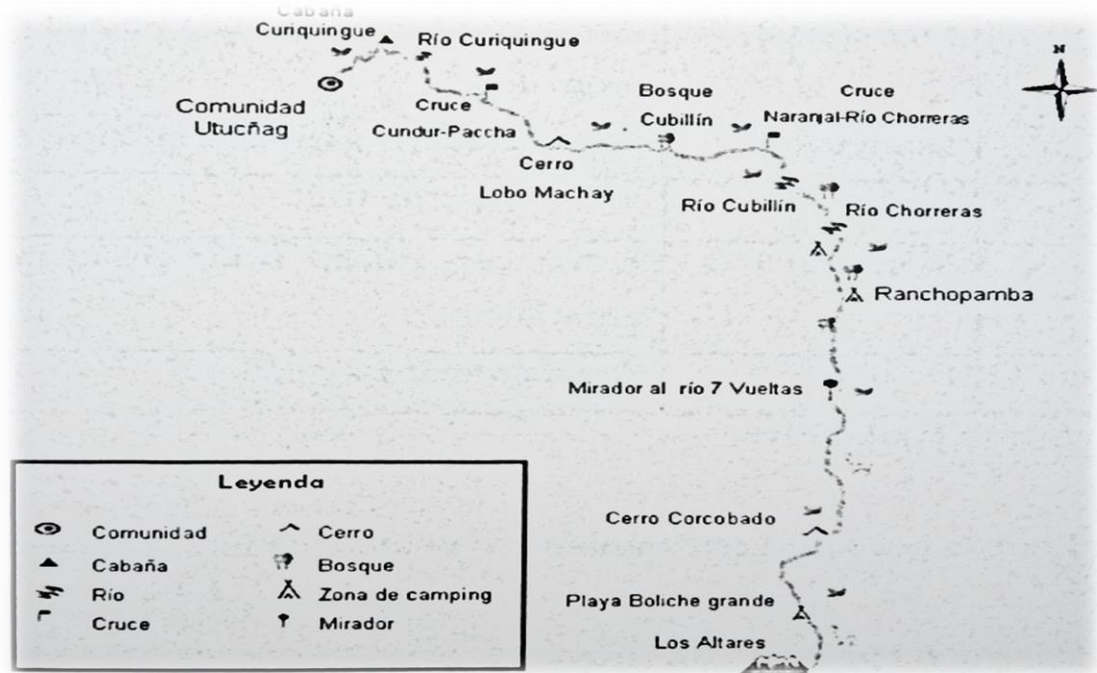 Cabaña
Curiquingue
Río Curiquingue
Comunidad
Utucñag
Cruce
Cundur-Paccha
Cerro
Lobo Machay
Bosque
Cubillín
Cruce
Naranjal-Río Chorreras
N
Río Cubillín
Río Chorreras
Ranchopamba
Mirador al río 7 Vueltas
Cerro Corcobado
Playa Boliche grande
Los Altares
Leyenda
Comunidad
Cabaña
Río
Cruce
Cerro
Bosque
Zona de camping
Mirador